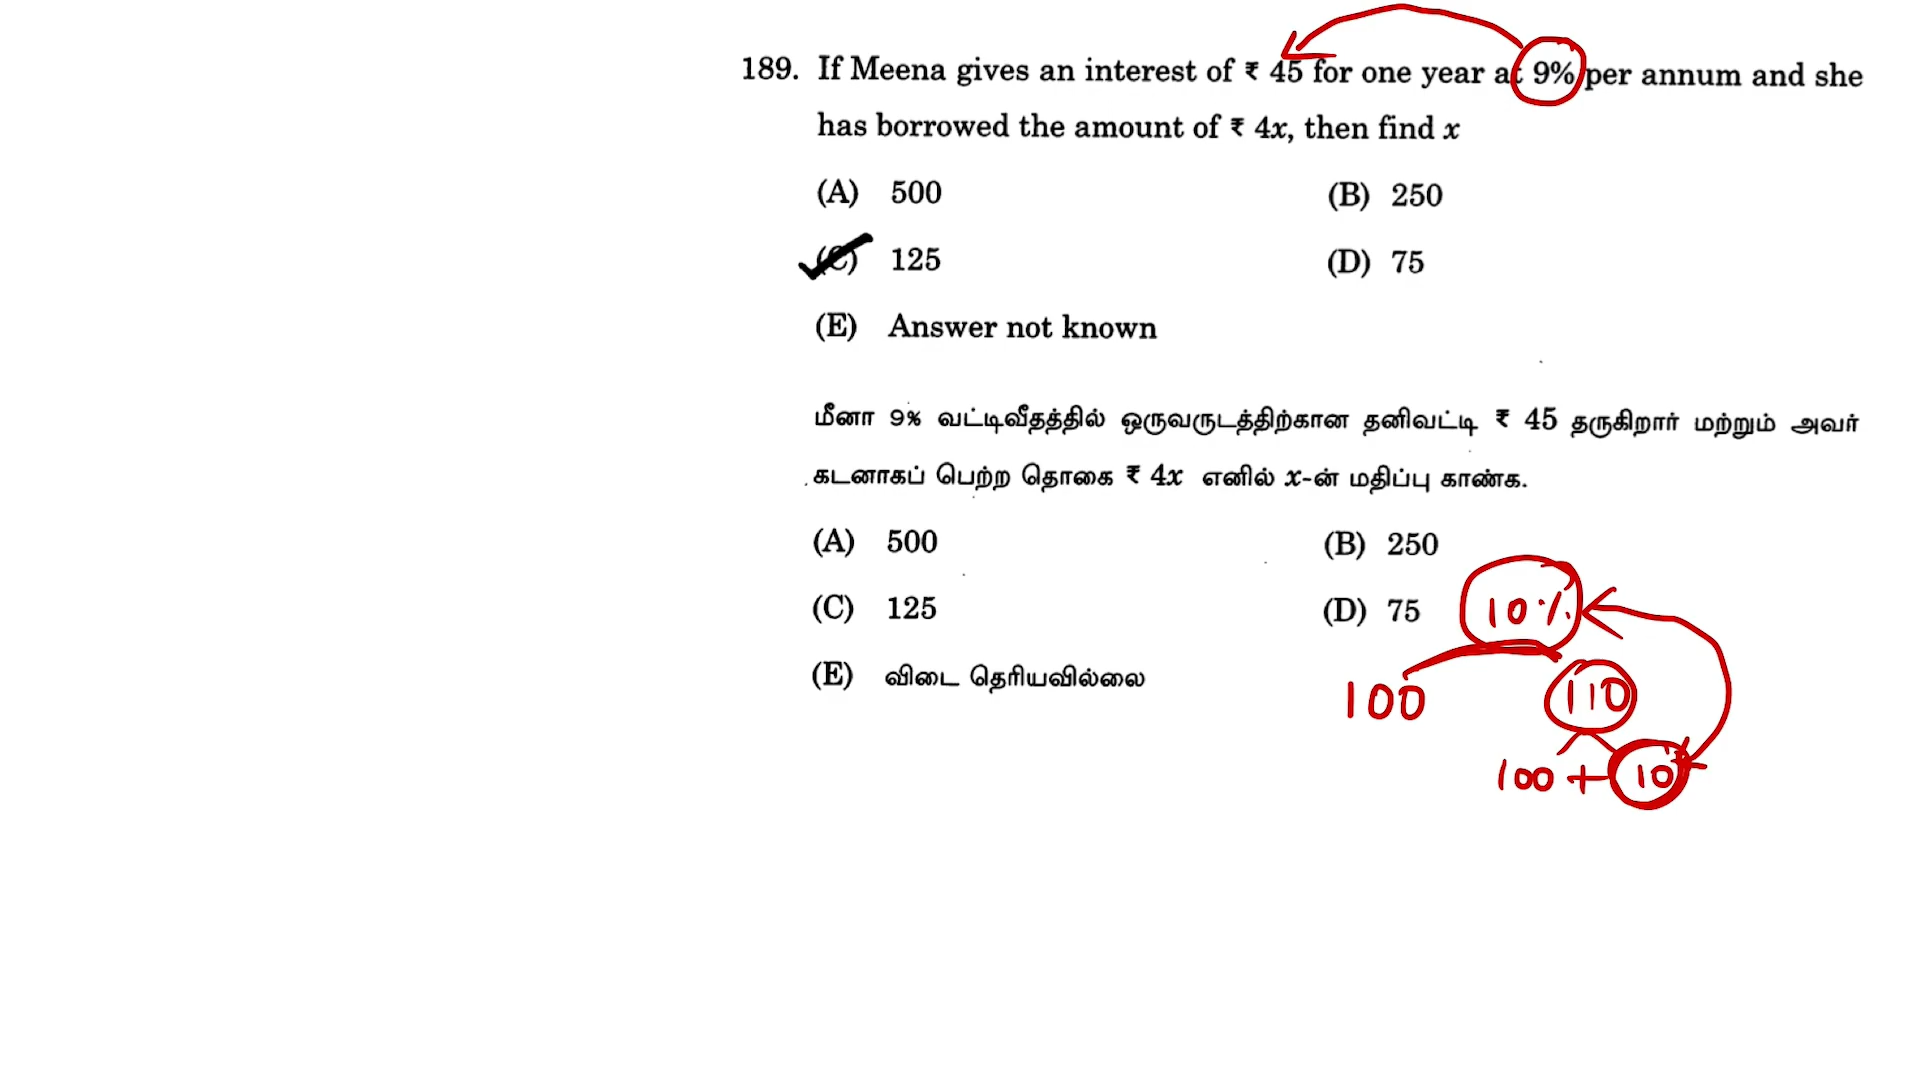 189. If Meena gives an interest of ₹ 45 for one year at 9% per annum and she
has borrowed the amount of ₹ 4x, then find x
(A) 500 (B) 250
(C) 125 (D) 75
(E) Answer not known
மீனா 9% வட்டிவீதத்தில் ஒருவருடத்திற்கான தனிவட்டி ₹ 45 தருகிறார் மற்றும் அவர்
கடனாகப் பெற்ற தொகை ₹ 4x எனில் x-ன் மதிப்பு காண்க.
(A) 500 (B) 250
(C) 125 (D) 75
(E) விடை தெரியவில்லை
10%
100 110
100 + 10